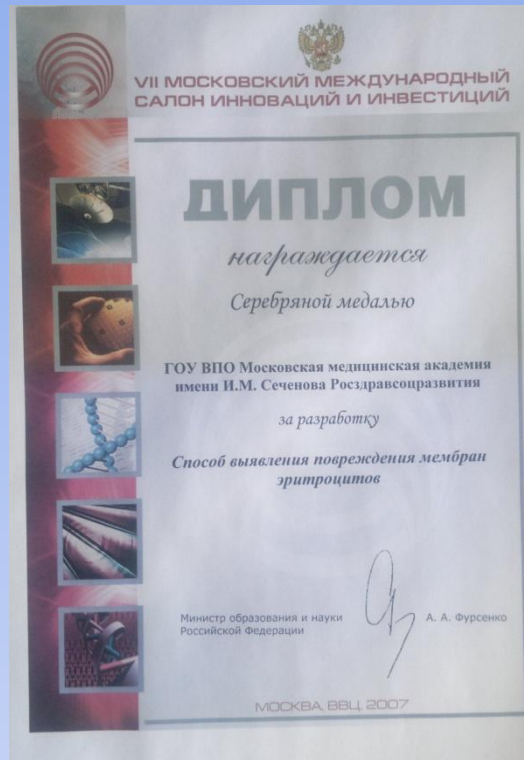 VII МОСКОВСКИЙ МЕЖДУНАРОДНЫЙ
САЛОН ИННОВАЦИЙ И ИНВЕСТИЦИЙ
ДИПЛОМ
награждается
Серебряной медалью
ГОУ ВПО Московская медицинская академия
имени И.М. Сеченова Росздравсоцразвития
за разработку
Способ выявления повреждения мембран
эритроцитов
Министр образования и науки
Российской Федерации
А. А. Фурсенко
МОСКВА, ВВЦ, 2007